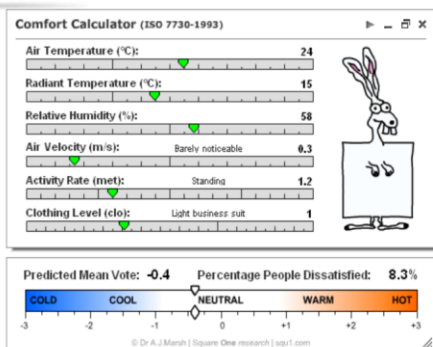 Comfort Calculator (ISO 7730-1993)
Air Temperature (°C): 24
Radiant Temperature (°C): 15
Relative Humidity (%): 58
Air Velocity (m/s): Barely noticeable 0.3
Activity Rate (met): Standing 1.2
Clothing Level (clo): Light business suit 1
Predicted Mean Vote: -0.4 Percentage People Dissatisfied: 8.3%
COLD COOL NEUTRAL WARM HOT
-3 -2 -1 0 +1 +2 +3
© Dr A.J.Marsh | Square One research | squ1.com